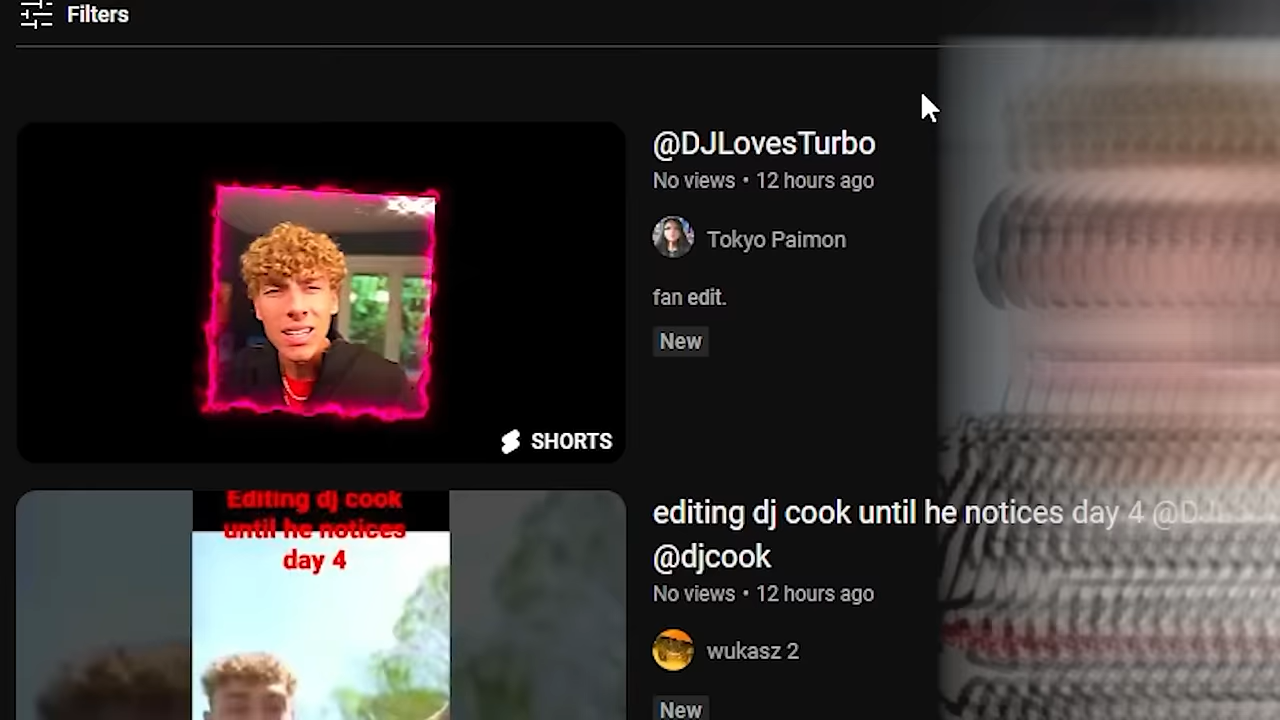 Filters
@DJLovesTurbo
No views • 12 hours ago
Tokyo Paimon
fan edit.
New
SHORTS
Editing dj cook
until he notices
day 4
editing dj cook until he notices day 4 @DJ
@djcook
No views • 12 hours ago
wukasz 2
New